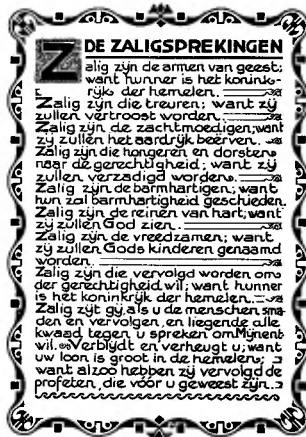 DE ZALIGSPREKINGEN
Zalig zijn de armen van geest;
want hunner is het konink-
rijk der hemelen.
Zalig zijn die treuren; want zij
zullen vertroost worden.
Zalig zijn de zachtmoedigen; want
zij zullen het aardrijk beërven.
Zalig zijn die hongeren en dorsten
naar de gerechtigheid; want zij
zullen verzadigd worden.
Zalig zijn de barmhartigen; want
hun zal barmhartigheid geschieden.
Zalig zijn de reinen van hart; want
zij zullen God zien.
Zalig zijn de vreedzamen; want
zij zullen Gods kinderen genaamd
worden.
Zalig zijn die vervolgd worden om
der gerechtigheid wil; want hunner
is het koninkrijk der hemelen.
Zalig zijt gij, als u de menschen sma
den en vervolgen, en liegende alle
kwaad tegen u spreken om Mijnent
wil. Verblijdt en verheugt u; want
uw loon is groot in de hemelen;
want alzoo hebben zij vervolgd de
profeten, die vóór u geweest zijn.